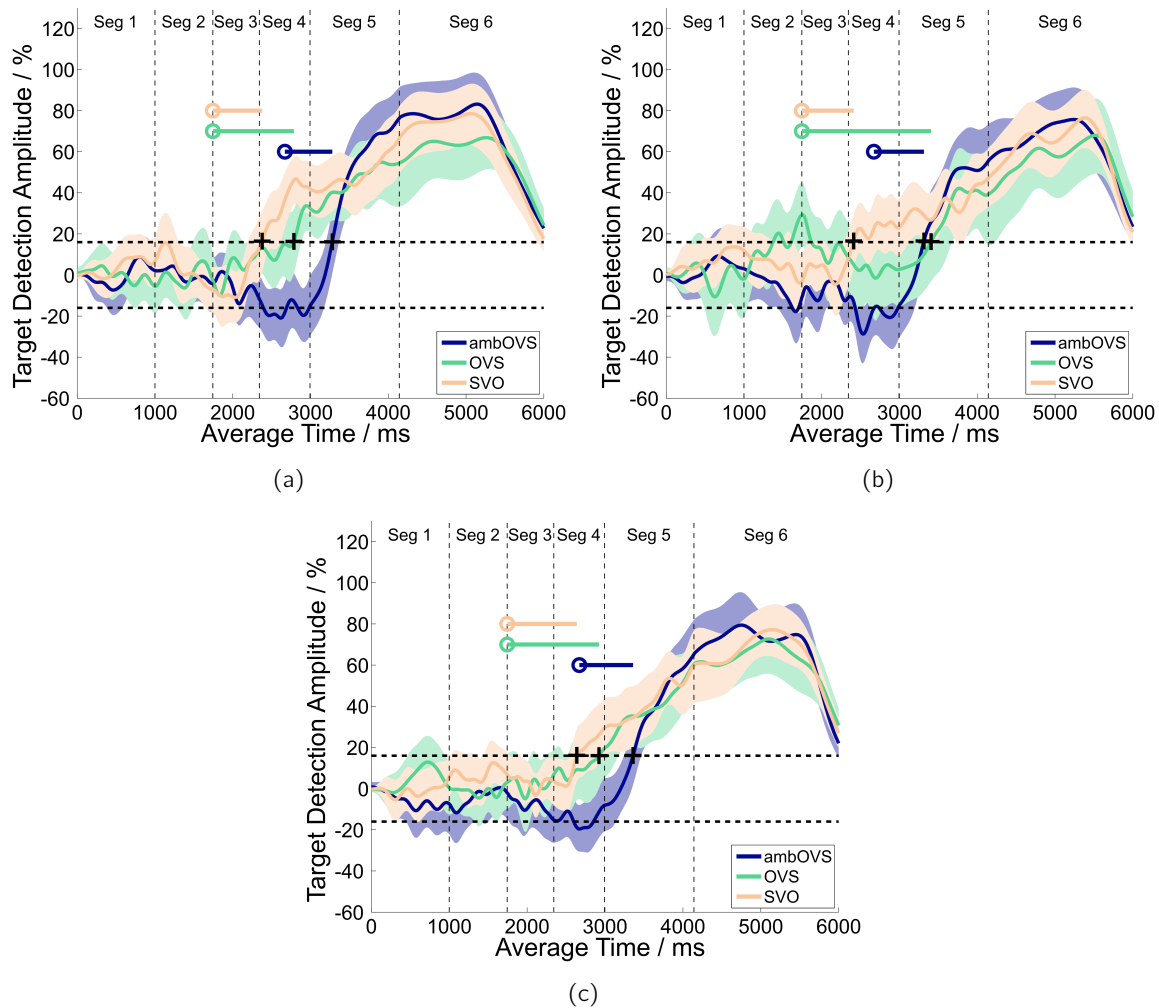 Seg 1 Seg 2 Seg 3 Seg 4 Seg 5 Seg 6
120
100
80
60
40
20
0
-20
-40
-60
Target Detection Amplitude / %
ambOVS
OVS
SVO
0 1000 2000 3000 4000 5000 6000
Average Time / ms
(a)
Seg 1 Seg 2 Seg 3 Seg 4 Seg 5 Seg 6
120
100
80
60
40
20
0
-20
-40
-60
Target Detection Amplitude / %
ambOVS
OVS
SVO
0 1000 2000 3000 4000 5000 6000
Average Time / ms
(b)
Seg 1 Seg 2 Seg 3 Seg 4 Seg 5 Seg 6
120
100
80
60
40
20
0
-20
-40
-60
Target Detection Amplitude / %
ambOVS
OVS
SVO
0 1000 2000 3000 4000 5000 6000
Average Time / ms
(c)